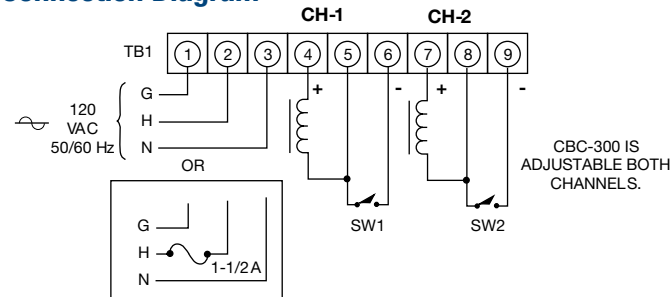 Connection Diagram
CH-1 CH-2
TB1 1 2 3 4 5 6 7 8 9
+ - + -
G
H
N
120
VAC
50/60 Hz
OR
CBC-300 IS
ADJUSTABLE BOTH
CHANNELS.
SW1 SW2
G
H
1-1/2 A
N